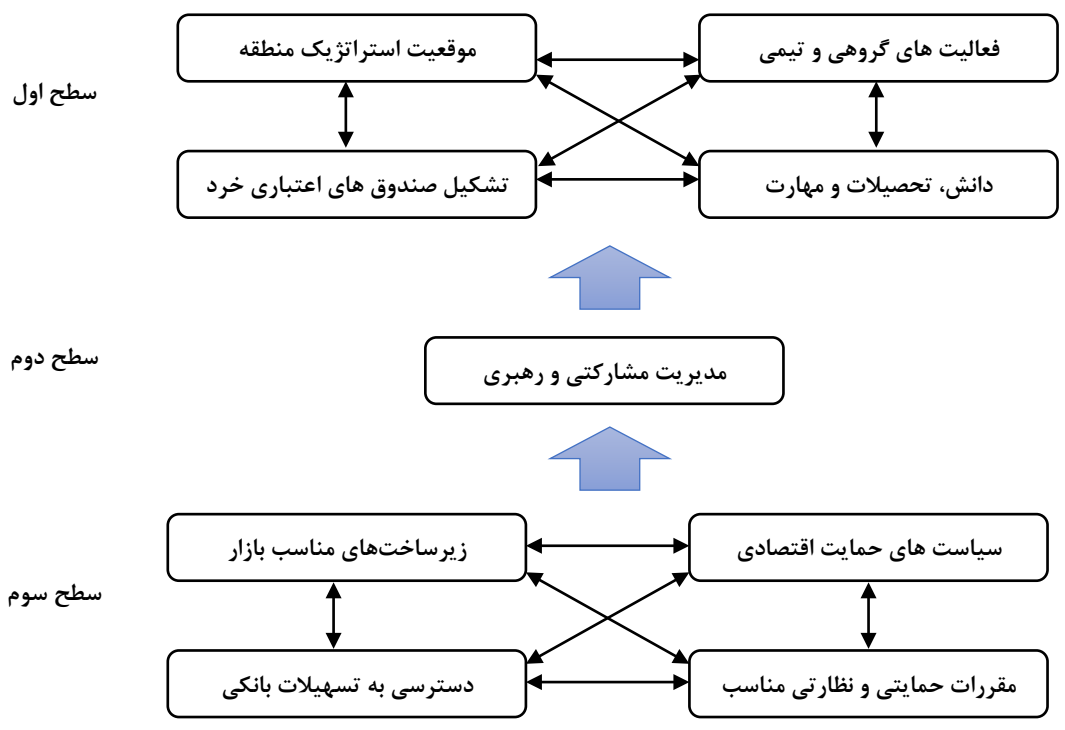 فعالیت های گروهی و تیمی
موقعیت استراتژیک منطقه
سطح اول
دانش، تحصیلات و مهارت
تشکیل صندوق های اعتباری خرد
مدیریت مشارکتی و رهبری
سطح دوم
سیاست های حمایت اقتصادی
زیرساخت‌های مناسب بازار
سطح سوم
مقررات حمایتی و نظارتی مناسب
دسترسی به تسهیلات بانکی